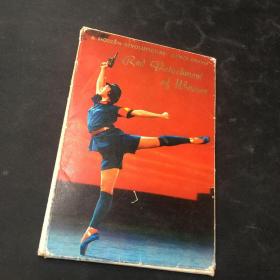 A MODERN REVOLUTIONARY DANCE DRAMA
Red Detachment
of Women